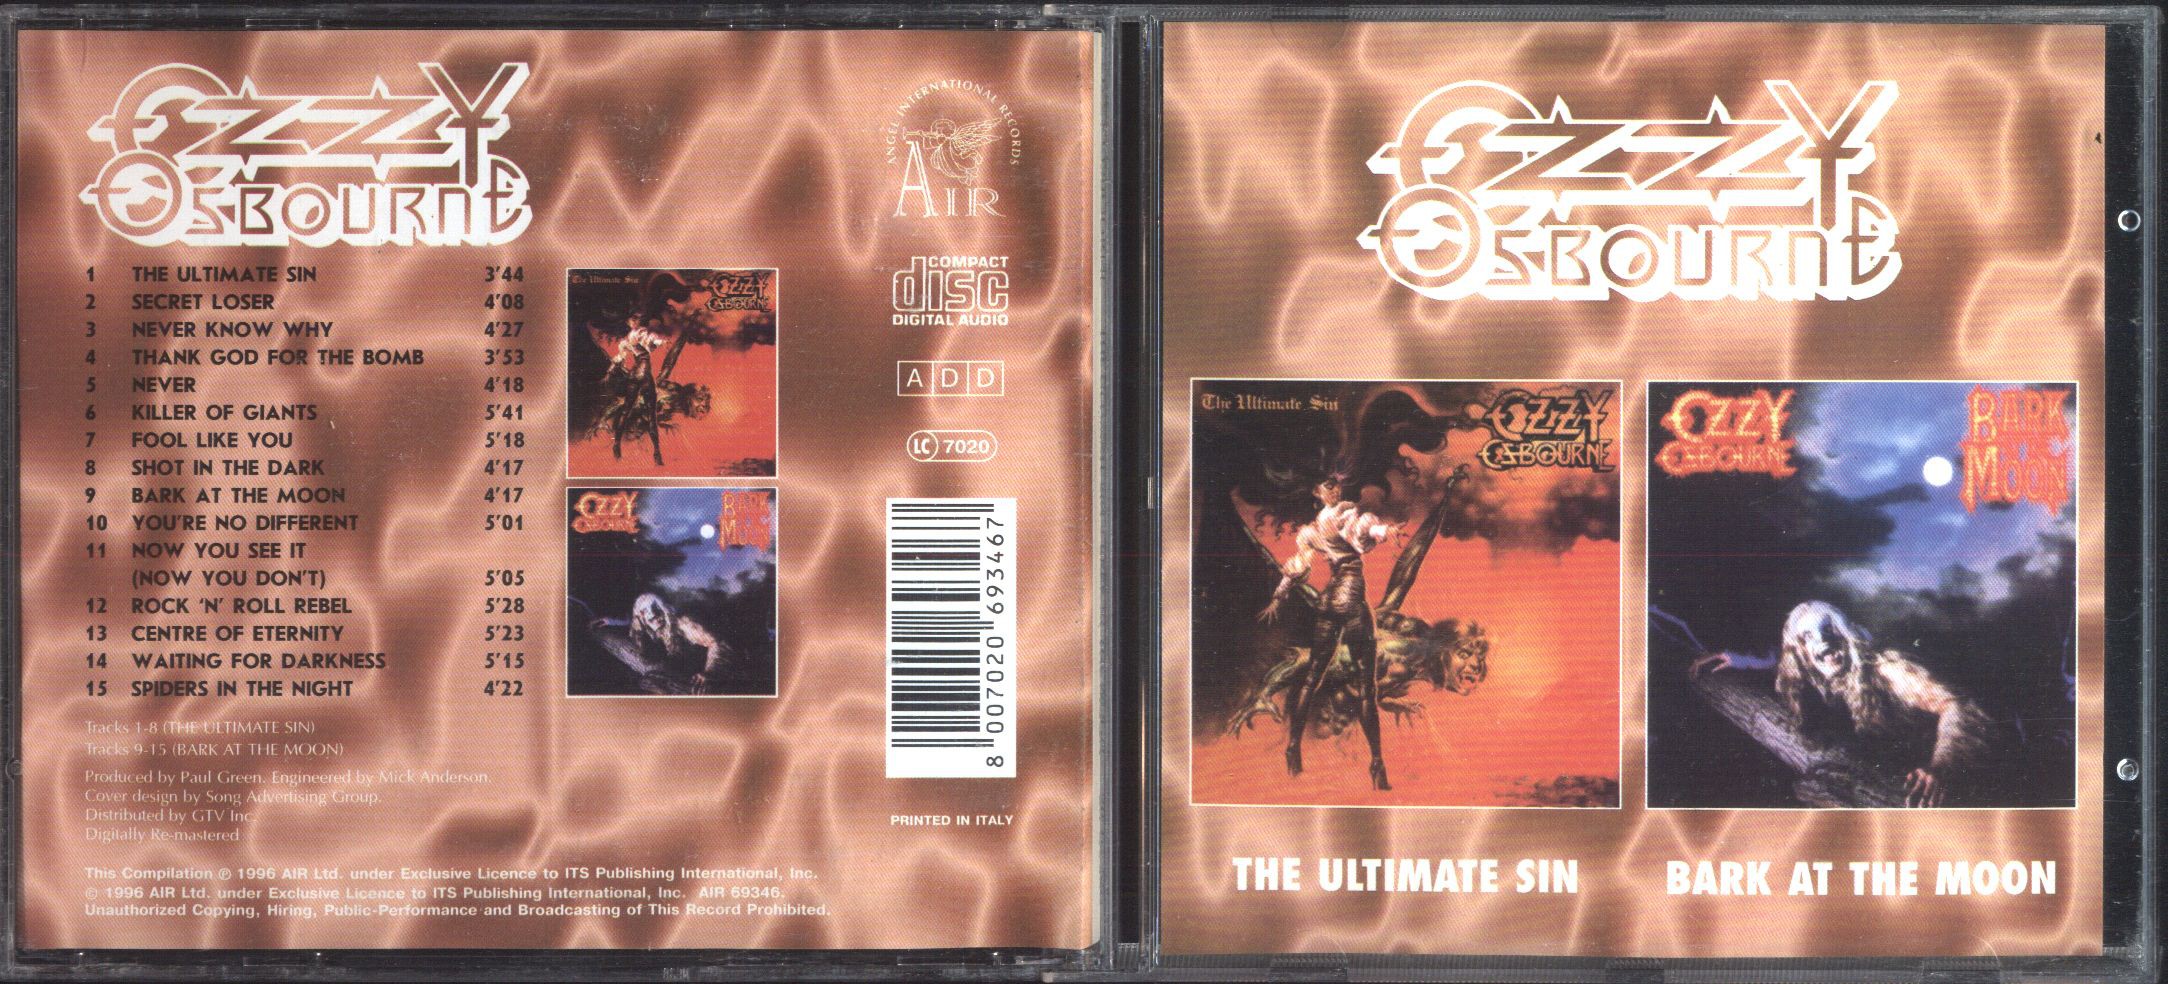 OZZY
OSBOURNE
1 THE ULTIMATE SIN 3'44
2 SECRET LOSER 4'08
3 NEVER KNOW WHY 4'27
4 THANK GOD FOR THE BOMB 3'53
5 NEVER 4'18
6 KILLER OF GIANTS 5'41
7 FOOL LIKE YOU 5'18
8 SHOT IN THE DARK 4'17
9 BARK AT THE MOON 4'17
10 YOU'RE NO DIFFERENT 5'01
11 NOW YOU SEE IT
(NOW YOU DON'T) 5'05
12 ROCK 'N' ROLL REBEL 5'28
13 CENTRE OF ETERNITY 5'23
14 WAITING FOR DARKNESS 5'15
15 SPIDERS IN THE NIGHT 4'22
Tracks 1-8 (THE ULTIMATE SIN)
Tracks 9-15 (BARK AT THE MOON)
Produced by Paul Green. Engineered by Mick Anderson.
Cover design by Song Advertising Group.
Distributed by GTV Inc.
Digitally Re-mastered
This Compilation ℗ 1996 AIR Ltd. under Exclusive Licence to ITS Publishing International, Inc.
© 1996 AIR Ltd. under Exclusive Licence to ITS Publishing International, Inc. AIR 69346.
Unauthorized Copying, Hiring, Public-Performance and Broadcasting of This Record Prohibited.
The Ultimate Sin
OZZY
OSBOURNE
OZZY
OSBOURNE
BARK
MOON
ANGEL INTERNATIONAL RECORDS
AIR
COMPACT
disc
DIGITAL AUDIO
A D D
LC 7020
8 007020 693467
PRINTED IN ITALY
OZZY
OSBOURNE
The Ultimate Sin
OZZY
OSBOURNE
OZZY
OSBOURNE
BARK
MOON
THE ULTIMATE SIN
BARK AT THE MOON